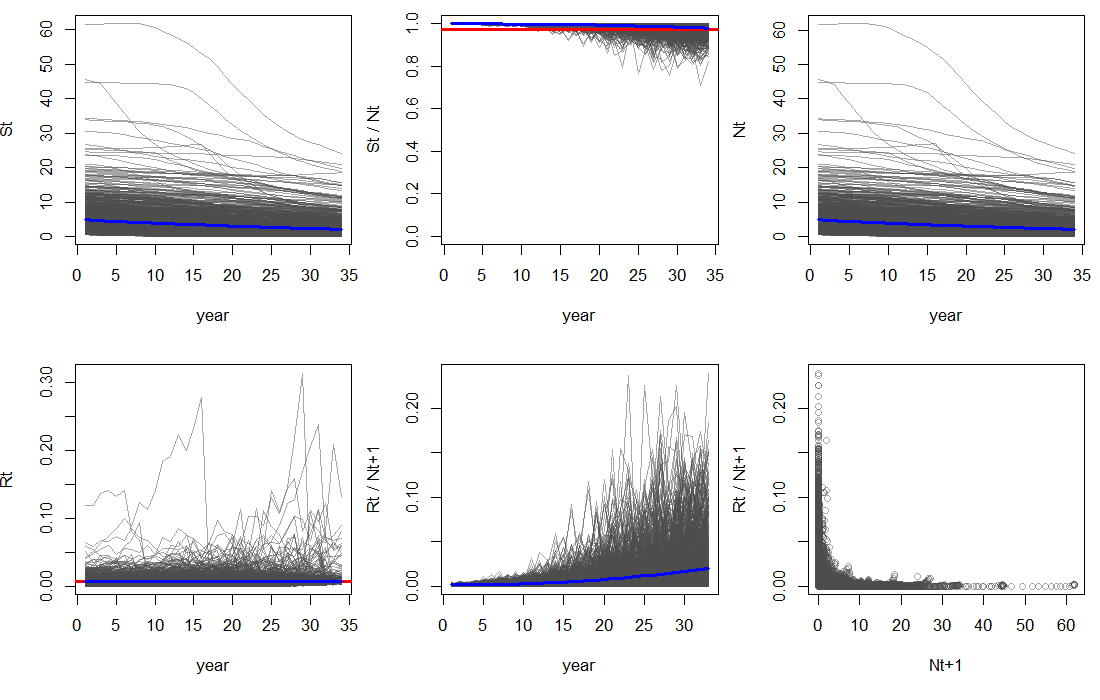 St
0 10 20 30 40 50 60
0 5 10 15 20 25 30 35
year
St / Nt
0.0 0.2 0.4 0.6 0.8 1.0
0 5 10 15 20 25 30 35
year
Nt
0 10 20 30 40 50 60
0 5 10 15 20 25 30 35
year
Rt
0.00 0.10 0.20 0.30
0 5 10 15 20 25 30 35
year
Rt / Nt+1
0.00 0.10 0.20
0 5 10 15 20 25 30
year
Rt / Nt+1
0.00 0.10 0.20
0 10 20 30 40 50 60
Nt+1